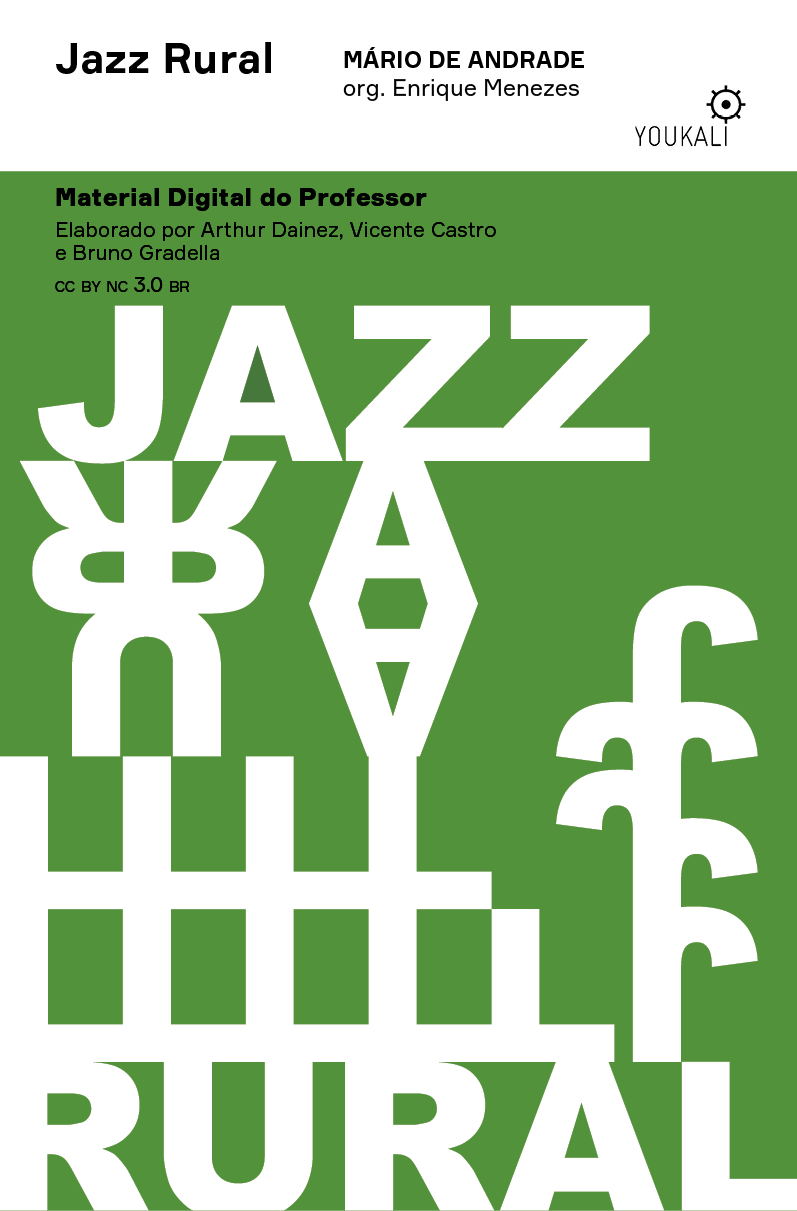 Jazz Rural
MÁRIO DE ANDRADE
org. Enrique Menezes
YOUKALI
Material Digital do Professor
Elaborado por Arthur Dainez, Vicente Castro
e Bruno Gradella
CC BY NC 3.0 BR
JAZZ
RURAL